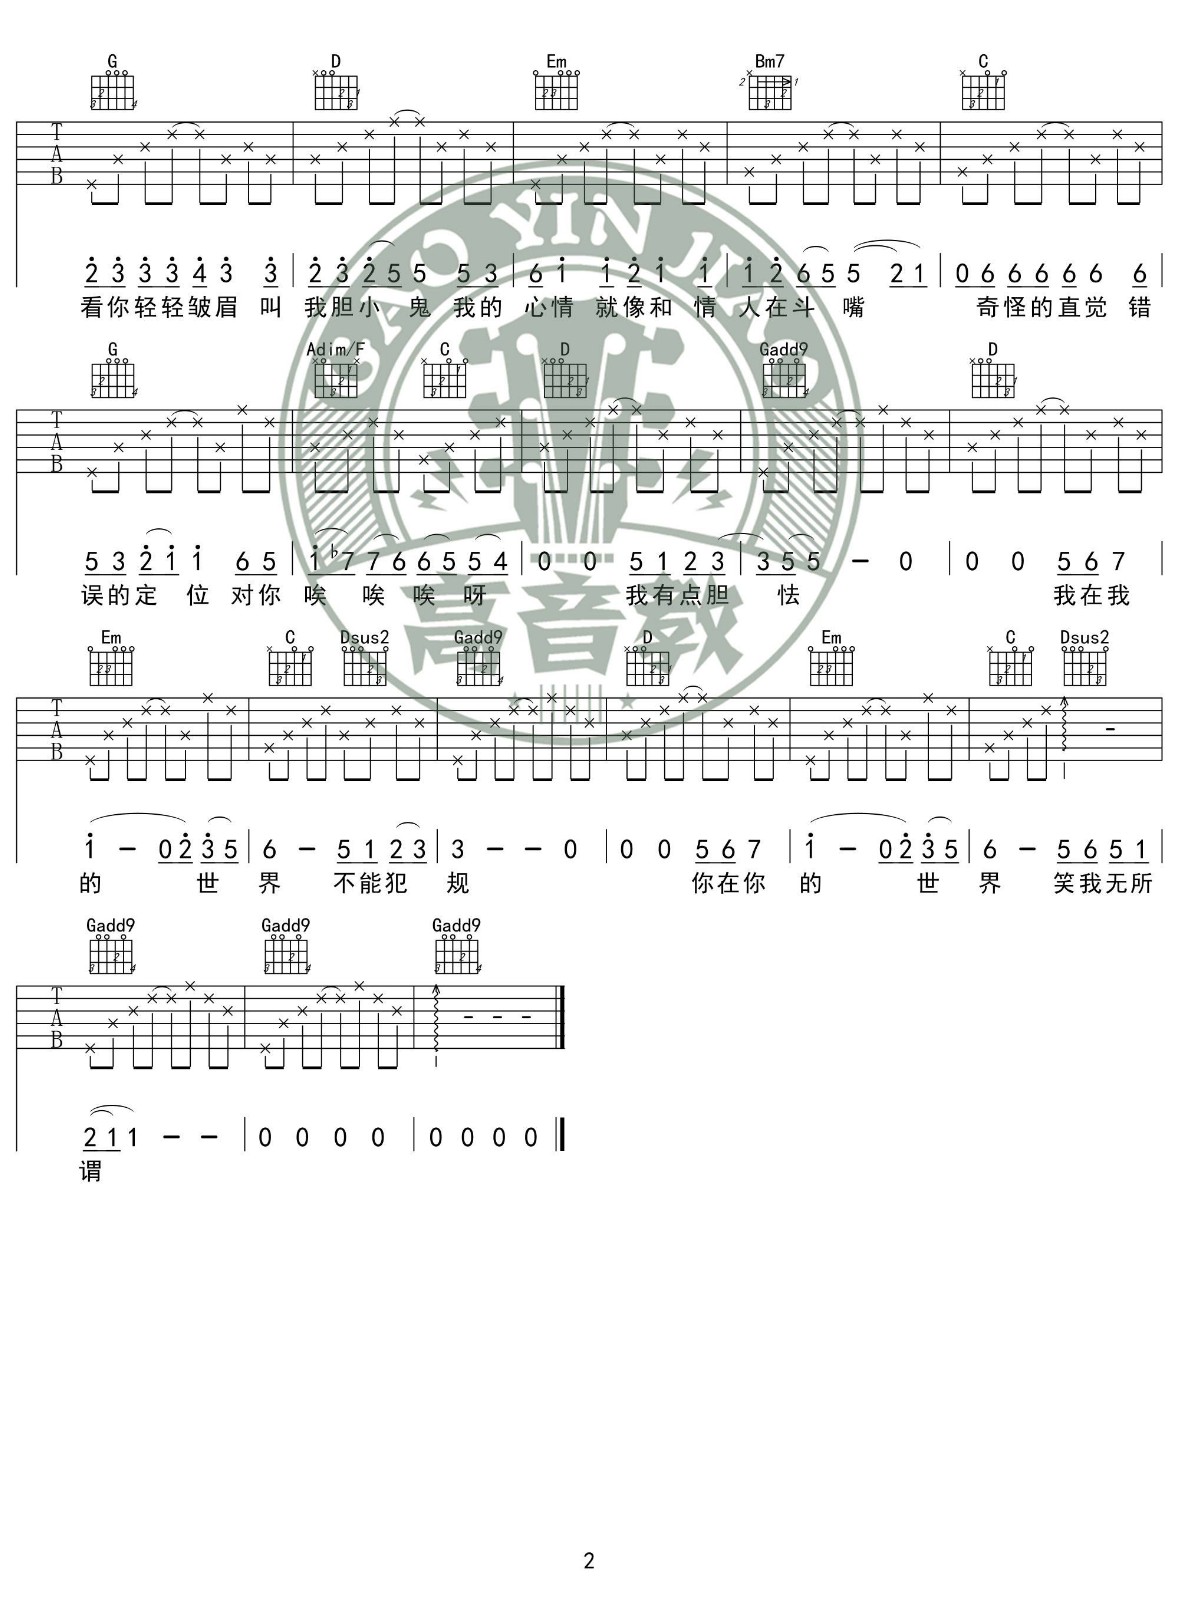 G D Em Bm7 C
2 3 3 3 4 3 3 2 3 2 5 5 5 3 6 1 1 2 1 1 1 2 6 5 5 2 1 0 6 6 6 6 6 6
看你轻轻皱眉 叫 我胆小 鬼 我的 心情 就像和 情 人在斗 嘴 奇怪的直觉 错
G Adim/F C D Gadd9 D
5 3 2 1 1 6 5 1 ♭7 7 6 6 5 5 4 0 0 5 1 2 3 3 5 5 — 0 0 0 5 6 7
误的定 位 对你 唉 唉 唉 呀 我有点胆 怯 我在我
Em C Dsus2 Gadd9 D Em C Dsus2
1 — 0 2 3 5 6 — 5 1 2 3 3 — — 0 0 0 5 6 7 1 — 0 2 3 5 6 — 5 6 5 1
的 世 界 不能犯 规 你在你 的 世 界 笑我无所
Gadd9 Gadd9 Gadd9
2 1 1 — — 0 0 0 0 0 0 0 0
谓
GAO YIN JIAO
高音教
2